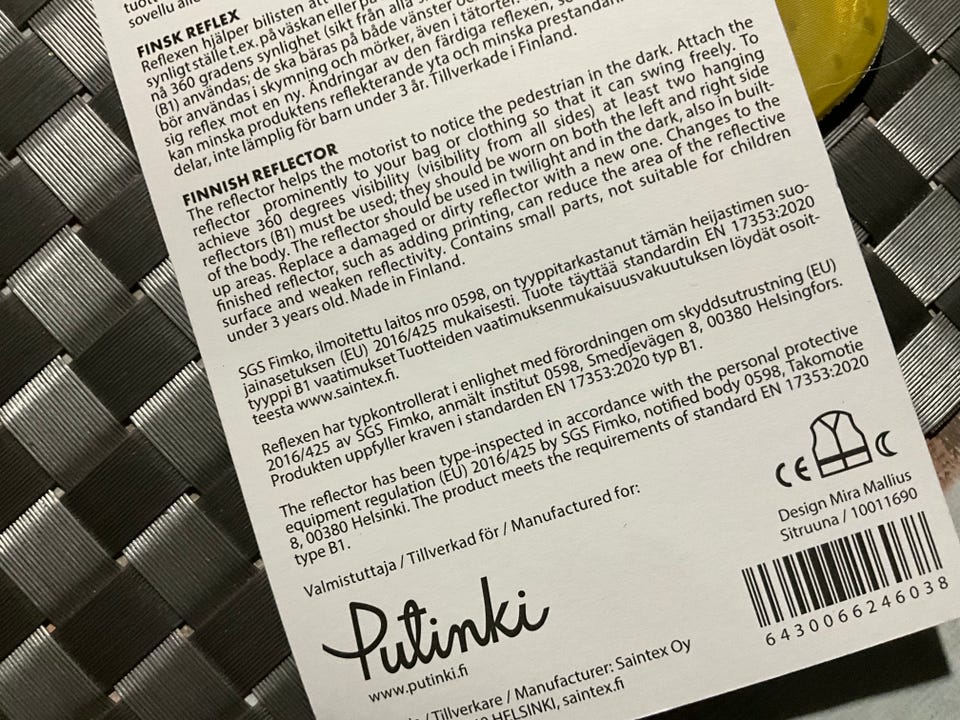 tuote
sovellu alle
FINSK REFLEX
Reflexen hjälper bilisten att
synligt ställe t.ex. på väskan eller på
nå 360 gradens synlighet (sikt från alla
(B1) användas; de ska bäras på både vänster oc
bör användas i skymning och mörker, även i tätorter.
sig reflex mot en ny. Ändringar av den färdiga reflexen, so
kan minska produktens reflekterande yta och minska prestandan.
delar, inte lämplig för barn under 3 år. Tillverkade i Finland.
FINNISH REFLECTOR
The reflector helps the motorist to notice the pedestrian in the dark. Attach the
reflector prominently to your bag or clothing so that it can swing freely. To
achieve 360 degrees visibility (visibility from all sides) at least two hanging
reflectors (B1) must be used; they should be worn on both the left and right side
of the body. The reflector should be used in twilight and in the dark, also in built-
up areas. Replace a damaged or dirty reflector with a new one. Changes to the
finished reflector, such as adding printing, can reduce the area of the reflective
surface and weaken reflectivity. Contains small parts, not suitable for children
under 3 years old. Made in Finland.
SGS Fimko, ilmoitettu laitos nro 0598, on tyyppitarkastanut tämän heijastimen suo-
jainasetuksen (EU) 2016/425 mukaisesti. Tuote täyttää standardin EN 17353:2020
tyyppi B1 vaatimukset Tuotteiden vaatimuksenmukaisuusvakuutuksen löydät osoit-
teesta www.saintex.fi.
Reflexen har typkontrollerat i enlighet med förordningen om skyddsutrustning (EU)
2016/425 av SGS Fimko, anmält institut 0598, Smedjevägen 8, 00380 Helsingfors.
Produkten uppfyller kraven i standarden EN 17353:2020 typ B1.
The reflector has been type-inspected in accordance with the personal protective
equipment regulation (EU) 2016/425 by SGS Fimko, notified body 0598, Takomotie
8, 00380 Helsinki. The product meets the requirements of standard EN 17353:2020
type B1.
CE
Design Mira Mallius
Sitruuna / 10011690
6430066246038
Valmistuttaja / Tillverkad för / Manufactured for:
Putinki
www.putinki.fi
/ Tillverkare / Manufacturer: Saintex Oy
HELSINKI, saintex.fi